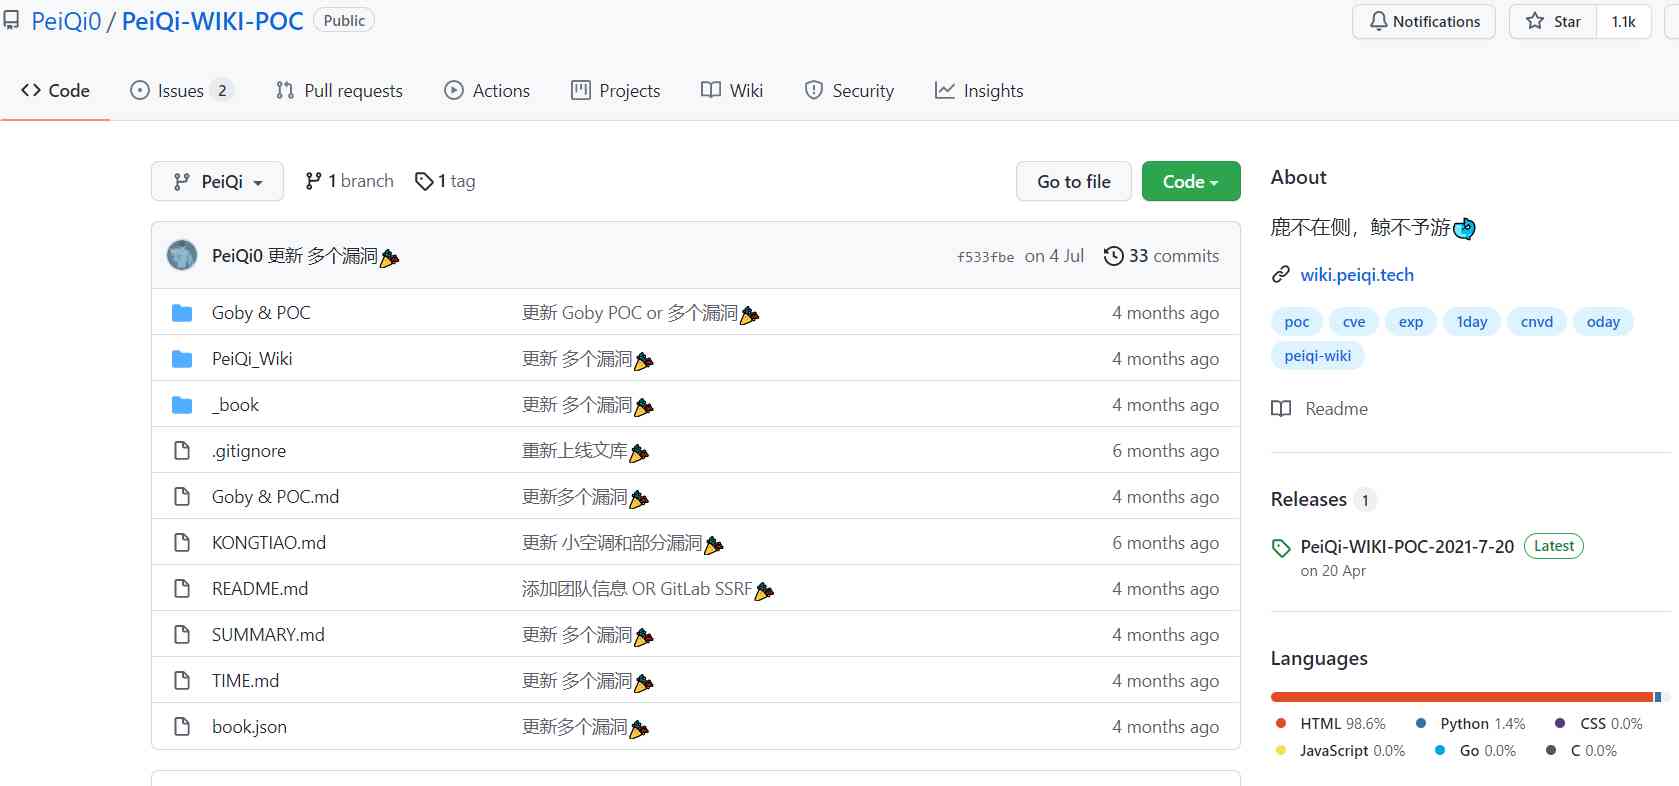 PeiQi0 / PeiQi-WIKI-POC Public
Notifications Star 1.1k
Code Issues 2 Pull requests Actions Projects Wiki Security Insights
PeiQi 1 branch 1 tag Go to file Code
PeiQi0 更新 多个漏洞 f533fbe on 4 Jul 33 commits
Goby & POC 更新 Goby POC or 多个漏洞 4 months ago
PeiQi_Wiki 更新 多个漏洞 4 months ago
_book 更新 多个漏洞 4 months ago
.gitignore 重新上线文库 6 months ago
Goby & POC.md 更新多个漏洞 4 months ago
KONGTIAO.md 更新 小空调和部分漏洞 6 months ago
README.md 添加团队信息 OR GitLab SSRF 4 months ago
SUMMARY.md 更新 多个漏洞 4 months ago
TIME.md 更新 多个漏洞 4 months ago
book.json 更新多个漏洞 4 months ago
About
鹿不在侧，鲸不予游
wiki.peiqi.tech
poc cve exp 1day cnvd oday
peiqi-wiki
Readme
Releases 1
PeiQi-WIKI-POC-2021-7-20 Latest
on 20 Apr
Languages
HTML 98.6% Python 1.4% CSS 0.0%
JavaScript 0.0% Go 0.0% C 0.0%